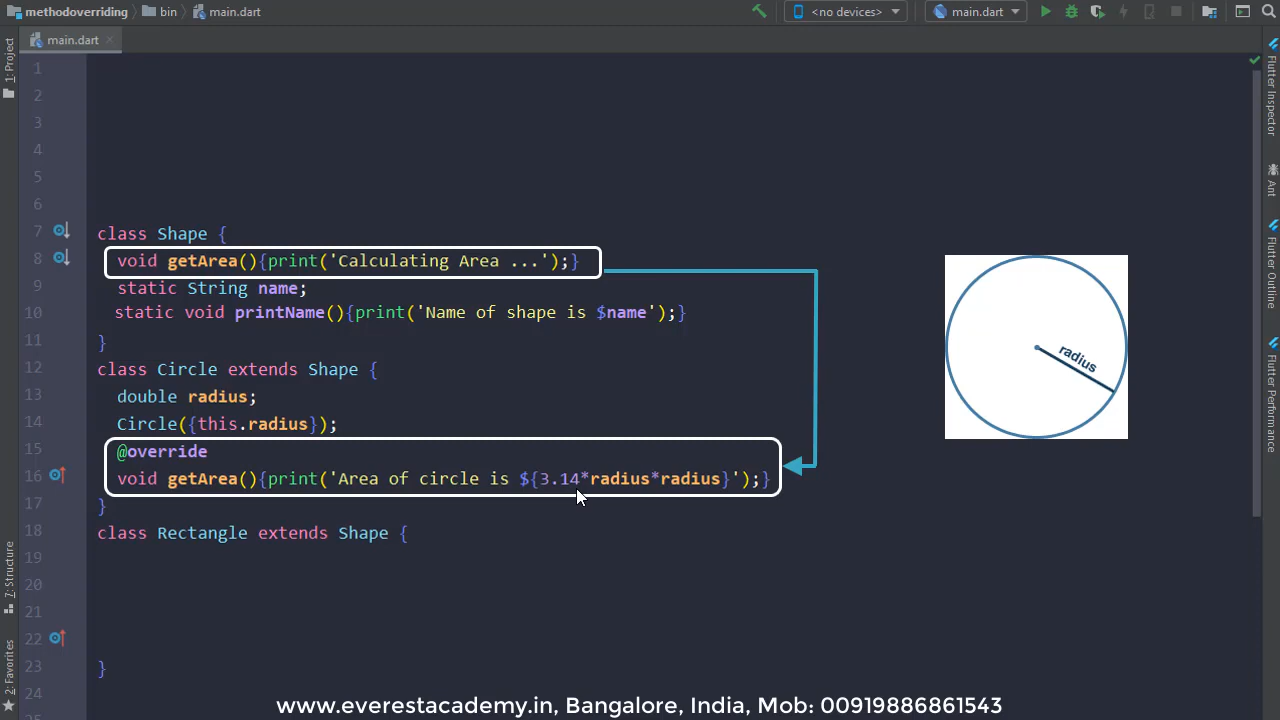 methodoverriding bin main.dart <no devices> main.dart
main.dart
1: Project
7: Structure
2: Favorites
1
2
3
4
5
6
7 class Shape {
8 void getArea(){print('Calculating Area ...');}
9 static String name;
10 static void printName(){print('Name of shape is $name');}
11 }
12 class Circle extends Shape {
13 double radius;
14 Circle({this.radius});
15 @override
16 void getArea(){print('Area of circle is ${3.14*radius*radius}');}
17 }
18 class Rectangle extends Shape {
19
20
21
22
23 }
24
radius
Flutter Inspector
Ant
Flutter Outline
Flutter Performance
www.everestacademy.in, Bangalore, India, Mob: 00919886861543